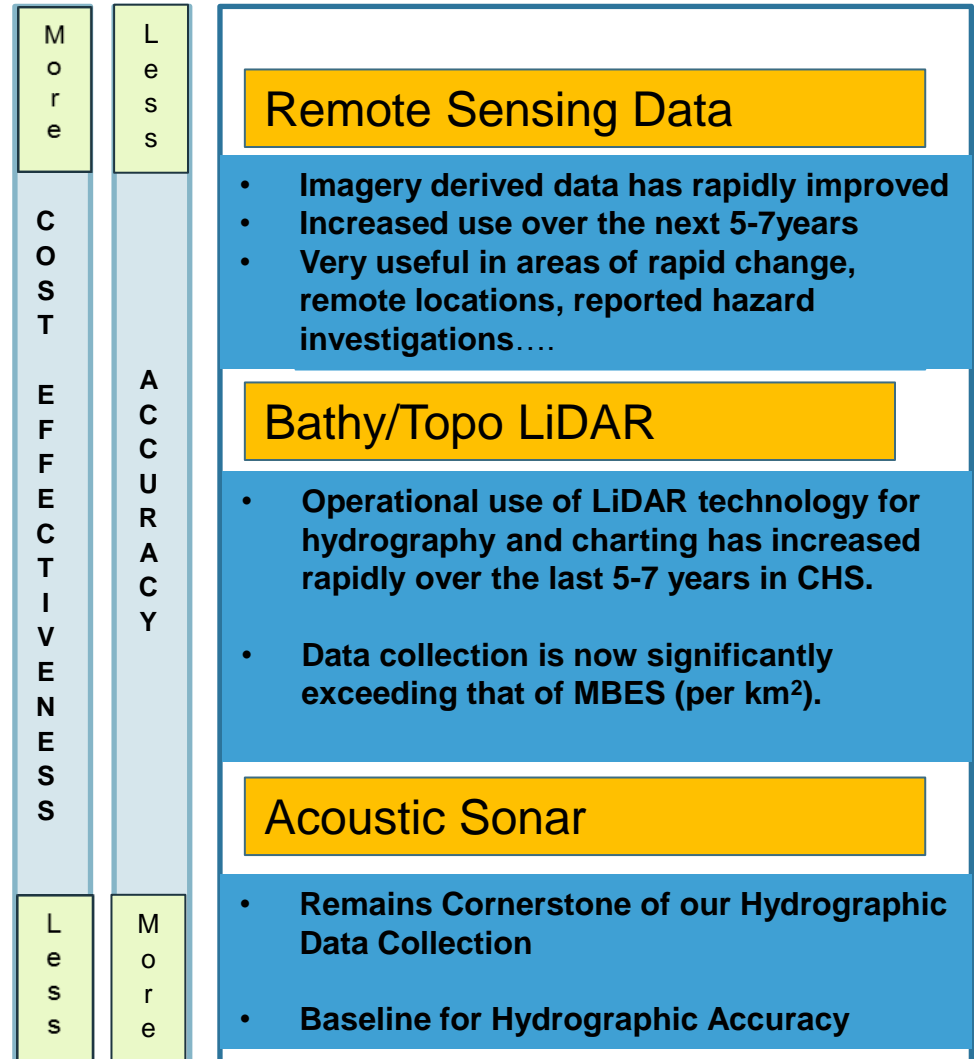 More
COST EFFECTIVENESS
Less
Less
ACCURACY
More
Remote Sensing Data
• Imagery derived data has rapidly improved
• Increased use over the next 5-7years
• Very useful in areas of rapid change,
remote locations, reported hazard
investigations….
Bathy/Topo LiDAR
• Operational use of LiDAR technology for
hydrography and charting has increased
rapidly over the last 5-7 years in CHS.
• Data collection is now significantly
exceeding that of MBES (per km²).
Acoustic Sonar
• Remains Cornerstone of our Hydrographic
Data Collection
• Baseline for Hydrographic Accuracy